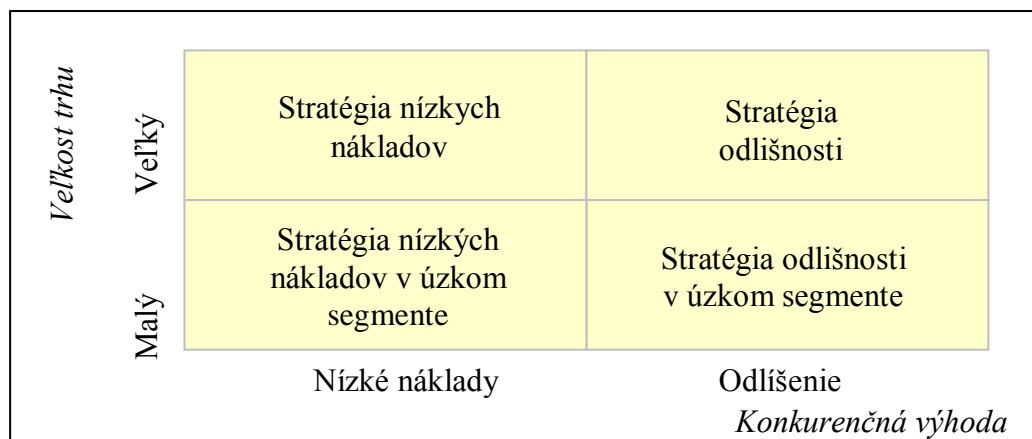 Veľkost trhu
Veľký
Stratégia nízkych
nákladov
Stratégia
odlišnosti
Malý
Stratégia nízkých
nákladov v úzkom
segmente
Stratégia odlišnosti
v úzkom segmente
Nízké náklady
Odlíšenie
Konkurenčná výhoda